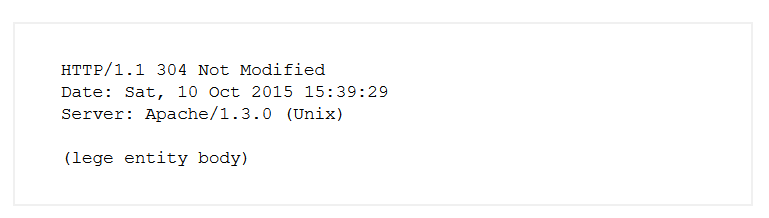 HTTP/1.1 304 Not Modified
Date: Sat, 10 Oct 2015 15:39:29
Server: Apache/1.3.0 (Unix)
(lege entity body)